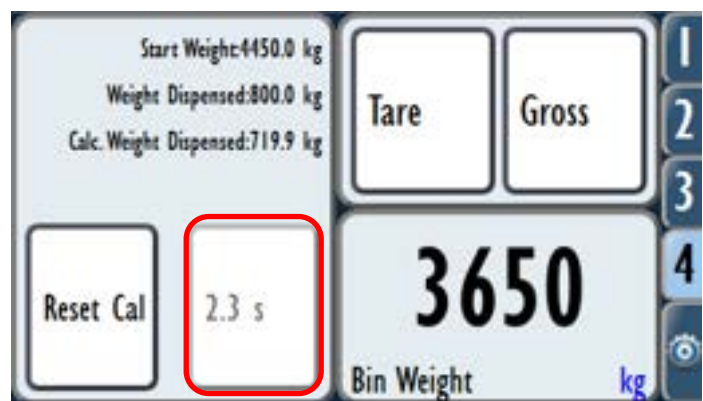 Start Weight:4450.0 kg
Weight Dispensed:800.0 kg
Calc. Weight Dispensed:719.9 kg
Reset Cal
2.3 s
Tare
Gross
3650
Bin Weight
kg
1
2
3
4